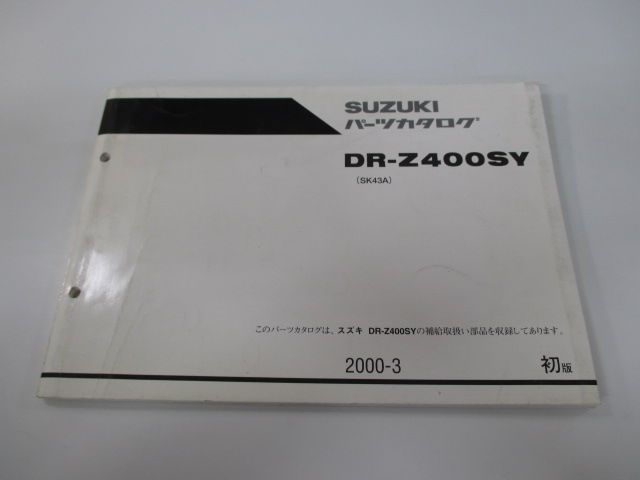 SUZUKI
パーツカタログ
DR-Z400SY
(SK43A)
このパーツカタログは、スズキ DR-Z400SYの補給取扱い部品を収録してあります。
2000-3
初版